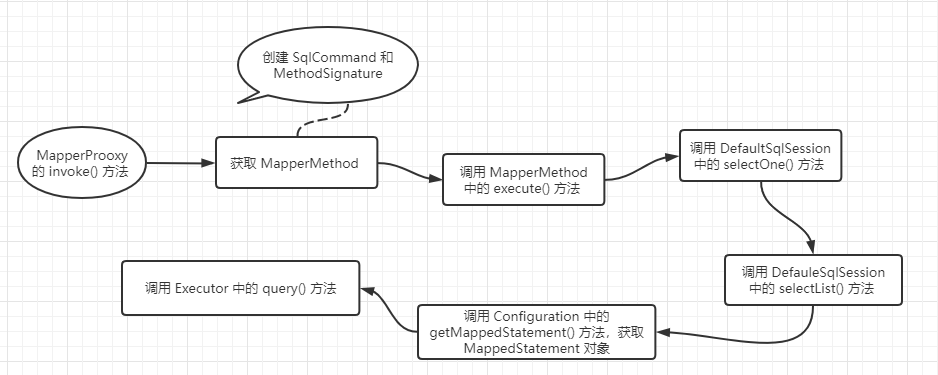 创建 SqlCommand 和
MethodSignature
MapperProoxy
的 invoke() 方法
获取 MapperMethod
调用 MapperMethod
中的 execute() 方法
调用 DefaultSqlSession
中的 selectOne() 方法
调用 DefauleSqlSession
中的 selectList() 方法
调用 Configuration 中的
getMappedStatement() 方法，获取
MappedStatement 对象
调用 Executor 中的 query() 方法